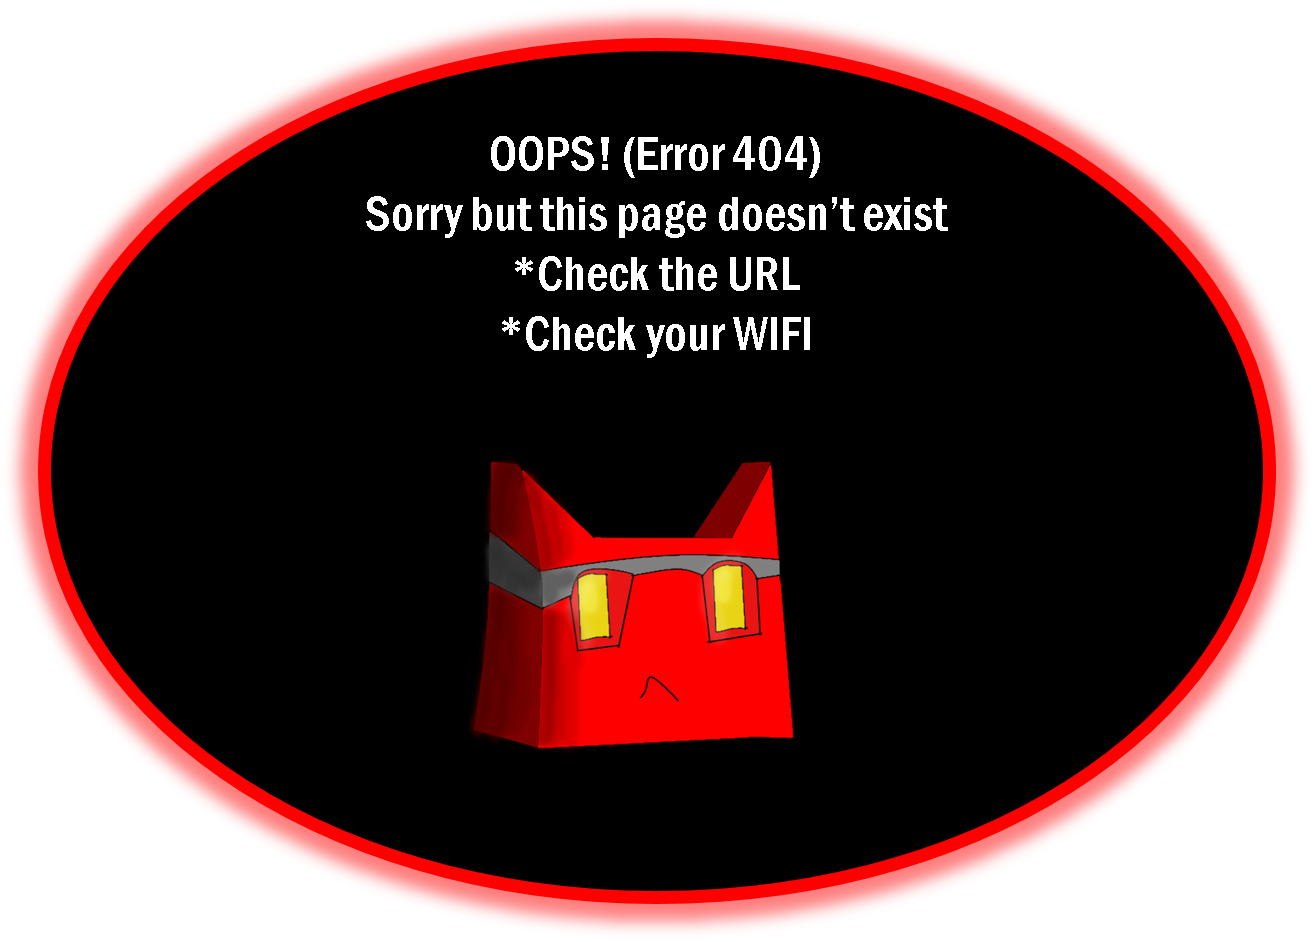 OOPS! (Error 404)
Sorry but this page doesn’t exist
*Check the URL
*Check your WIFI